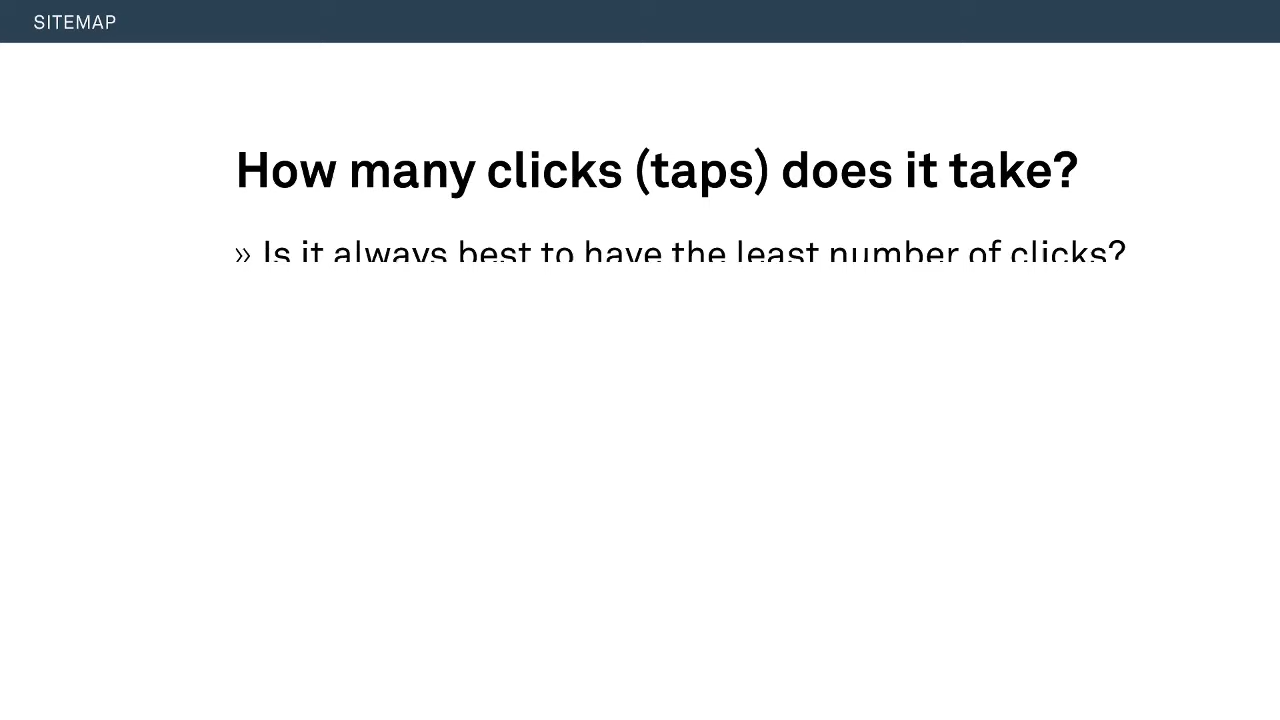 SITEMAP
How many clicks (taps) does it take?
» Is it always best to have the least number of clicks?